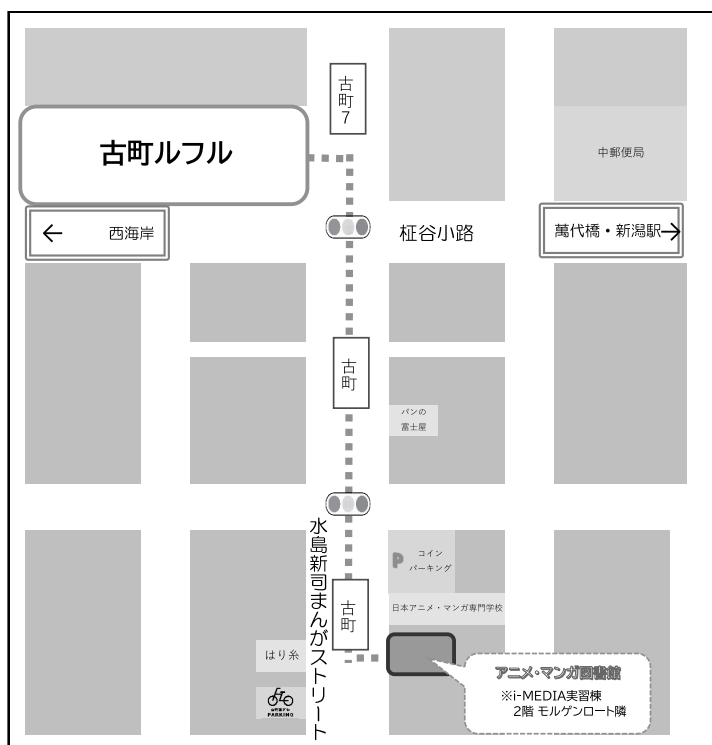 古町7
古町ルフル
中郵便局
← 西海岸
柾谷小路
萬代橋・新潟駅→
古町
パンの
富士屋
水島新司まんがストリート
P コイン
パーキング
古町
日本アニメ・マンガ専門学校
はり糸
アニメ・マンガ図書館
※i-MEDIA実習棟
2階 モルゲンロート隣
PARKING